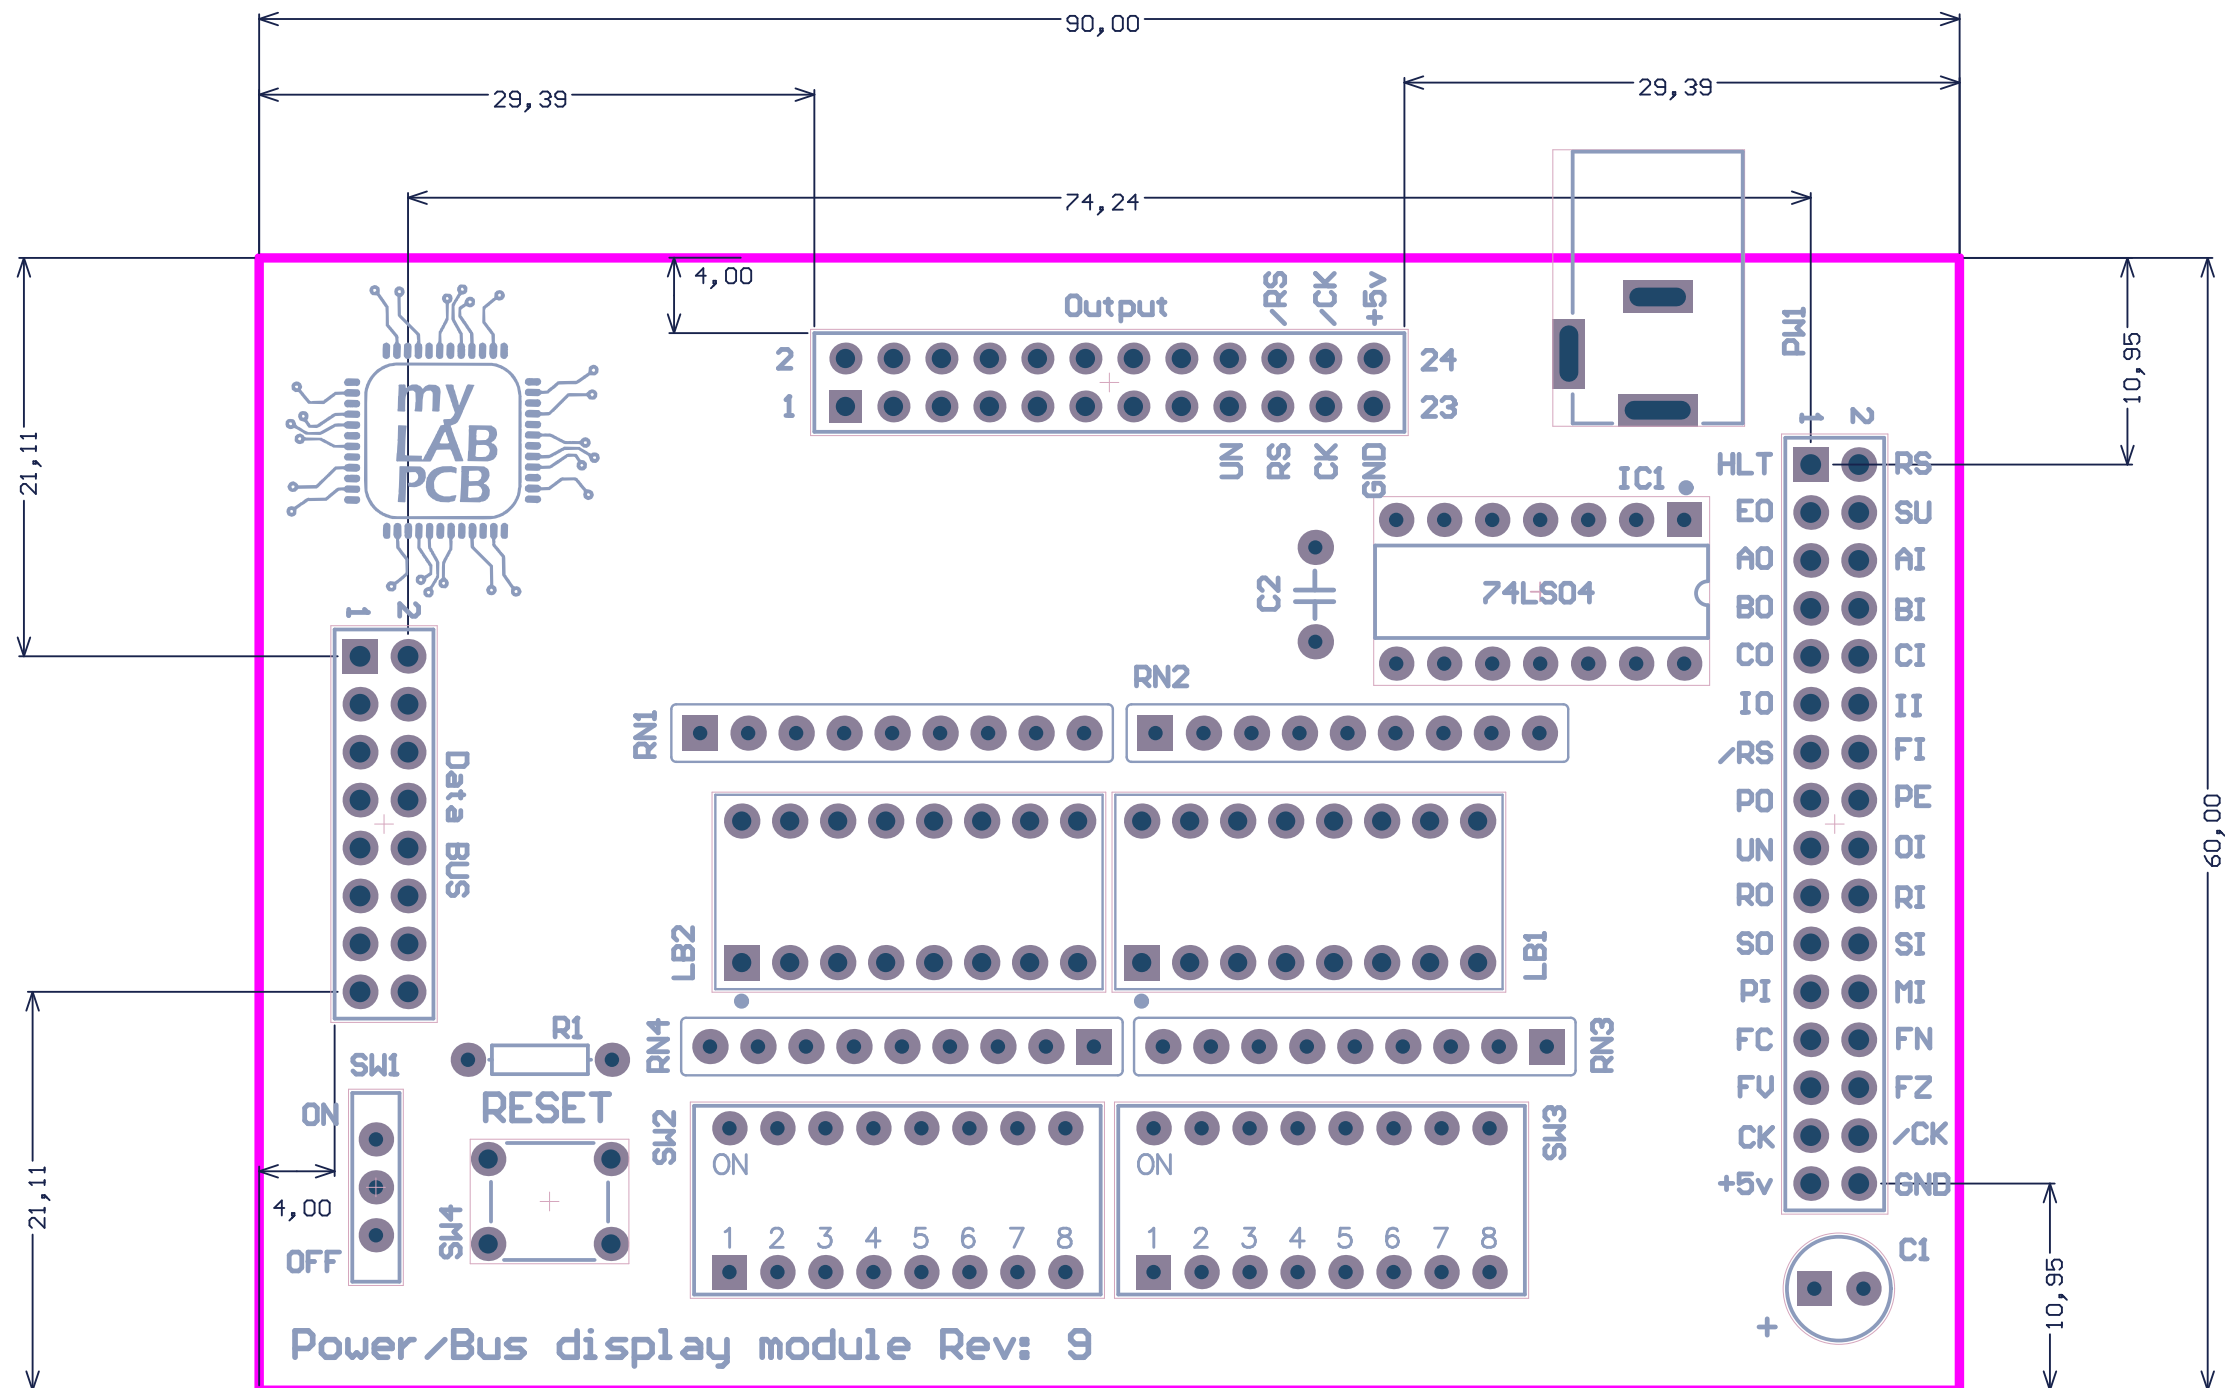 90,00
29,39
29,39
74,24
4,00
21,11
10,95
60,00
my
LAB
PCB
Output
/RS
/CK
+5v
2
24
1
23
UN
RS
CK
GND
PW1
1
2
HLT
RS
IC1
EO
SU
AO
AI
74LS04
C2
BO
BI
1
2
CO
CI
RN2
IO
II
RN1
/RS
FI
Data BUS
PO
PE
UN
OI
RO
RI
LB2
LB1
SO
SI
PI
MI
R1
RN4
RN3
FC
FN
SW1
RESET
FV
FZ
ON
SW2
SW3
CK
/CK
ON
ON
21,11
+5v
GND
4,00
SW4
1 2 3 4 5 6 7 8
1 2 3 4 5 6 7 8
OFF
C1
10,95
+
Power/Bus display module Rev: 9